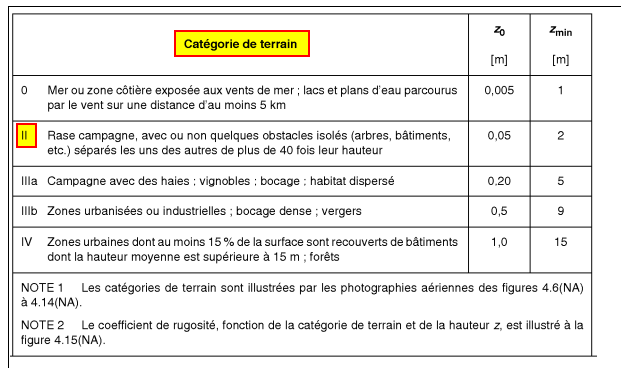 Catégorie de terrain
z0
zmin
[m]
[m]
0 Mer ou zone côtière exposée aux vents de mer ; lacs et plans d'eau parcourus
par le vent sur une distance d'au moins 5 km
0,005
1
II Rase campagne, avec ou non quelques obstacles isolés (arbres, bâtiments,
etc.) séparés les uns des autres de plus de 40 fois leur hauteur
0,05
2
IIIa Campagne avec des haies ; vignobles ; bocage ; habitat dispersé
0,20
5
IIIb Zones urbanisées ou industrielles ; bocage dense ; vergers
0,5
9
IV Zones urbaines dont au moins 15 % de la surface sont recouverts de bâtiments
dont la hauteur moyenne est supérieure à 15 m ; forêts
1,0
15
NOTE 1 Les catégories de terrain sont illustrées par les photographies aériennes des figures 4.6(NA)
à 4.14(NA).
NOTE 2 Le coefficient de rugosité, fonction de la catégorie de terrain et de la hauteur z, est illustré à la
figure 4.15(NA).